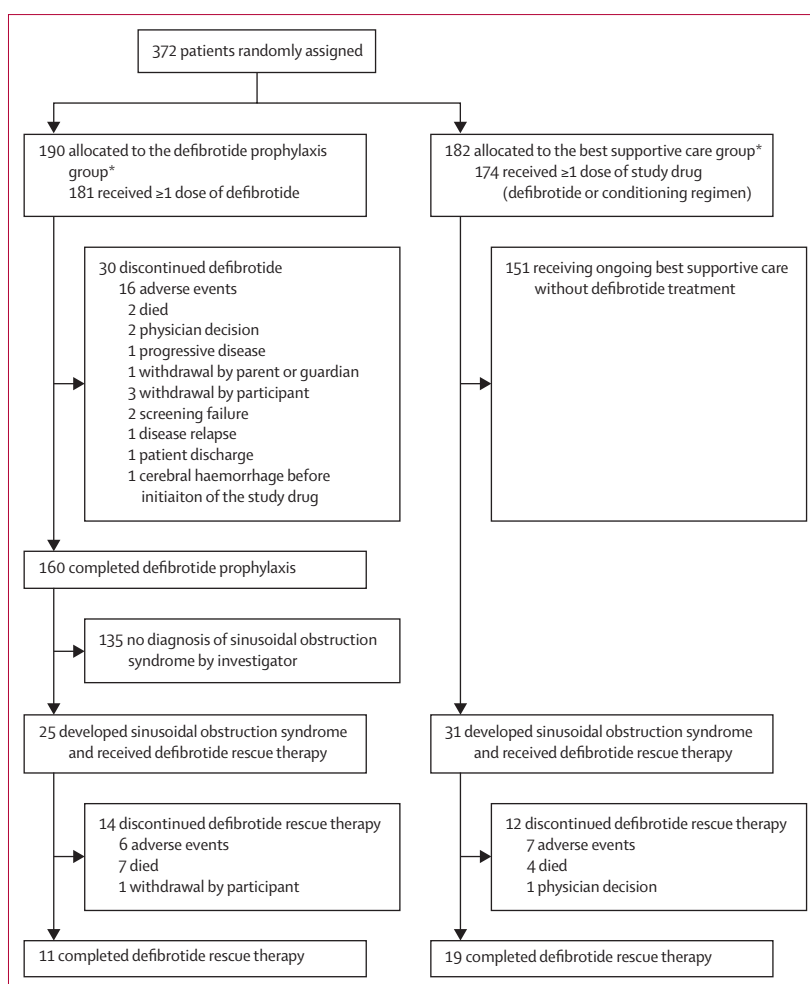 372 patients randomly assigned
190 allocated to the defibrotide prophylaxis
group*
181 received ≥1 dose of defibrotide
182 allocated to the best supportive care group*
174 received ≥1 dose of study drug
(defibrotide or conditioning regimen)
30 discontinued defibrotide
16 adverse events
2 died
2 physician decision
1 progressive disease
1 withdrawal by parent or guardian
3 withdrawal by participant
2 screening failure
1 disease relapse
1 patient discharge
1 cerebral haemorrhage before
initiaiton of the study drug
151 receiving ongoing best supportive care
without defibrotide treatment
160 completed defibrotide prophylaxis
135 no diagnosis of sinusoidal obstruction
syndrome by investigator
25 developed sinusoidal obstruction syndrome
and received defibrotide rescue therapy
31 developed sinusoidal obstruction syndrome
and received defibrotide rescue therapy
14 discontinued defibrotide rescue therapy
6 adverse events
7 died
1 withdrawal by participant
12 discontinued defibrotide rescue therapy
7 adverse events
4 died
1 physician decision
11 completed defibrotide rescue therapy
19 completed defibrotide rescue therapy